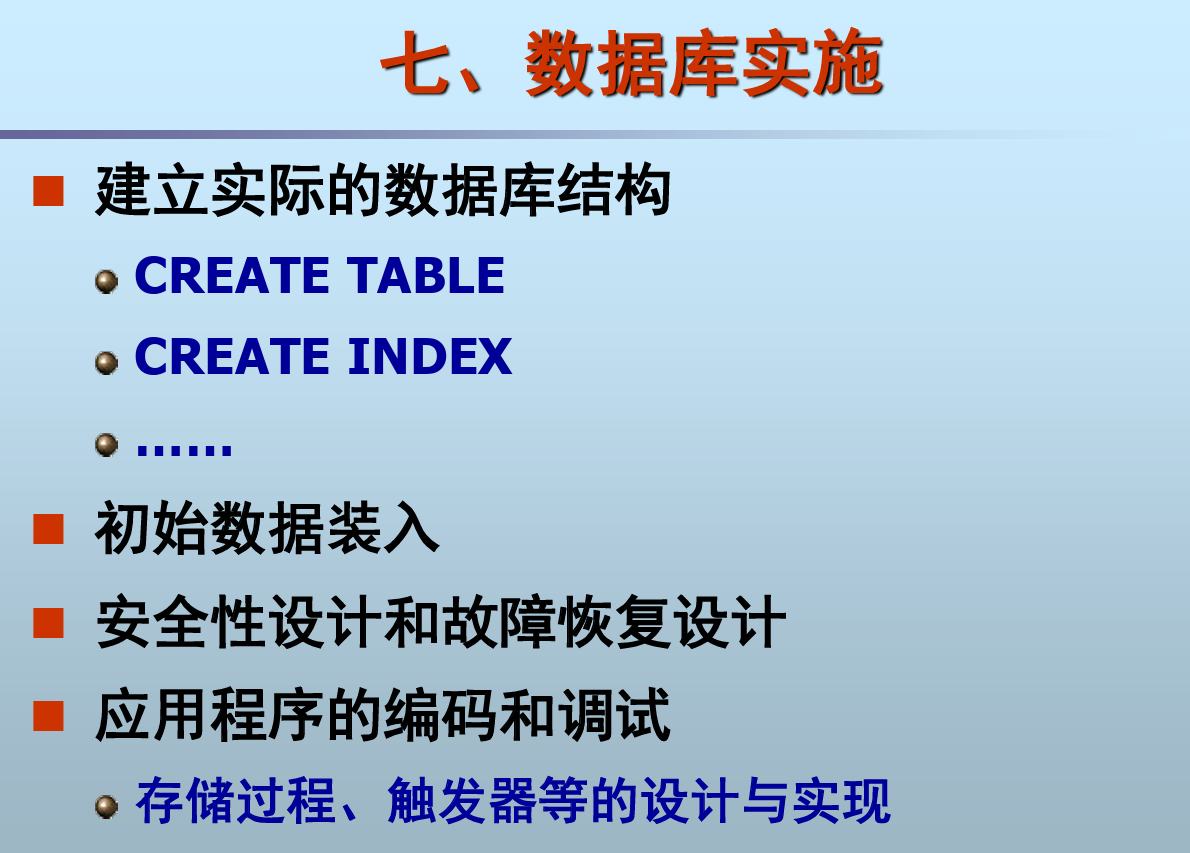 七、数据库实施
建立实际的数据库结构
CREATE TABLE
CREATE INDEX
……
初始数据装入
安全性设计和故障恢复设计
应用程序的编码和调试
存储过程、触发器等的设计与实现